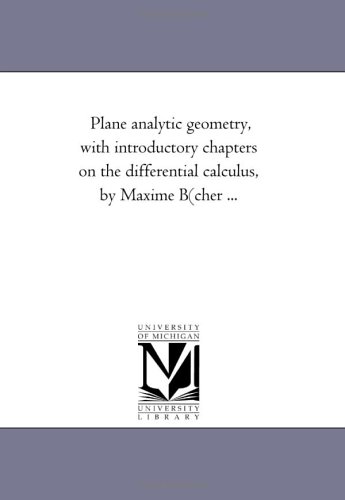 Plane analytic geometry,
with introductory chapters
on the differential calculus,
by Maxime B(cher ...
UNIVERSITY
OF MICHIGAN
UNIVERSITY
LIBRARY